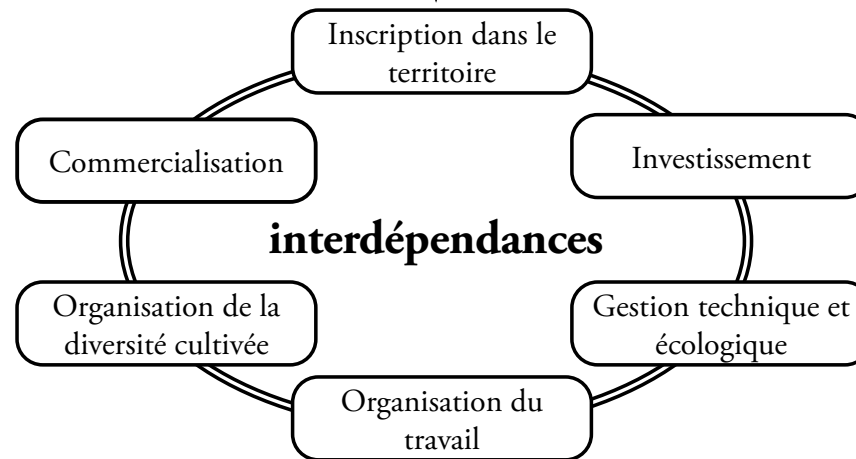 Inscription dans le
territoire
Commercialisation
Investissement
interdépendances
Organisation de la
diversité cultivée
Gestion technique et
écologique
Organisation du
travail